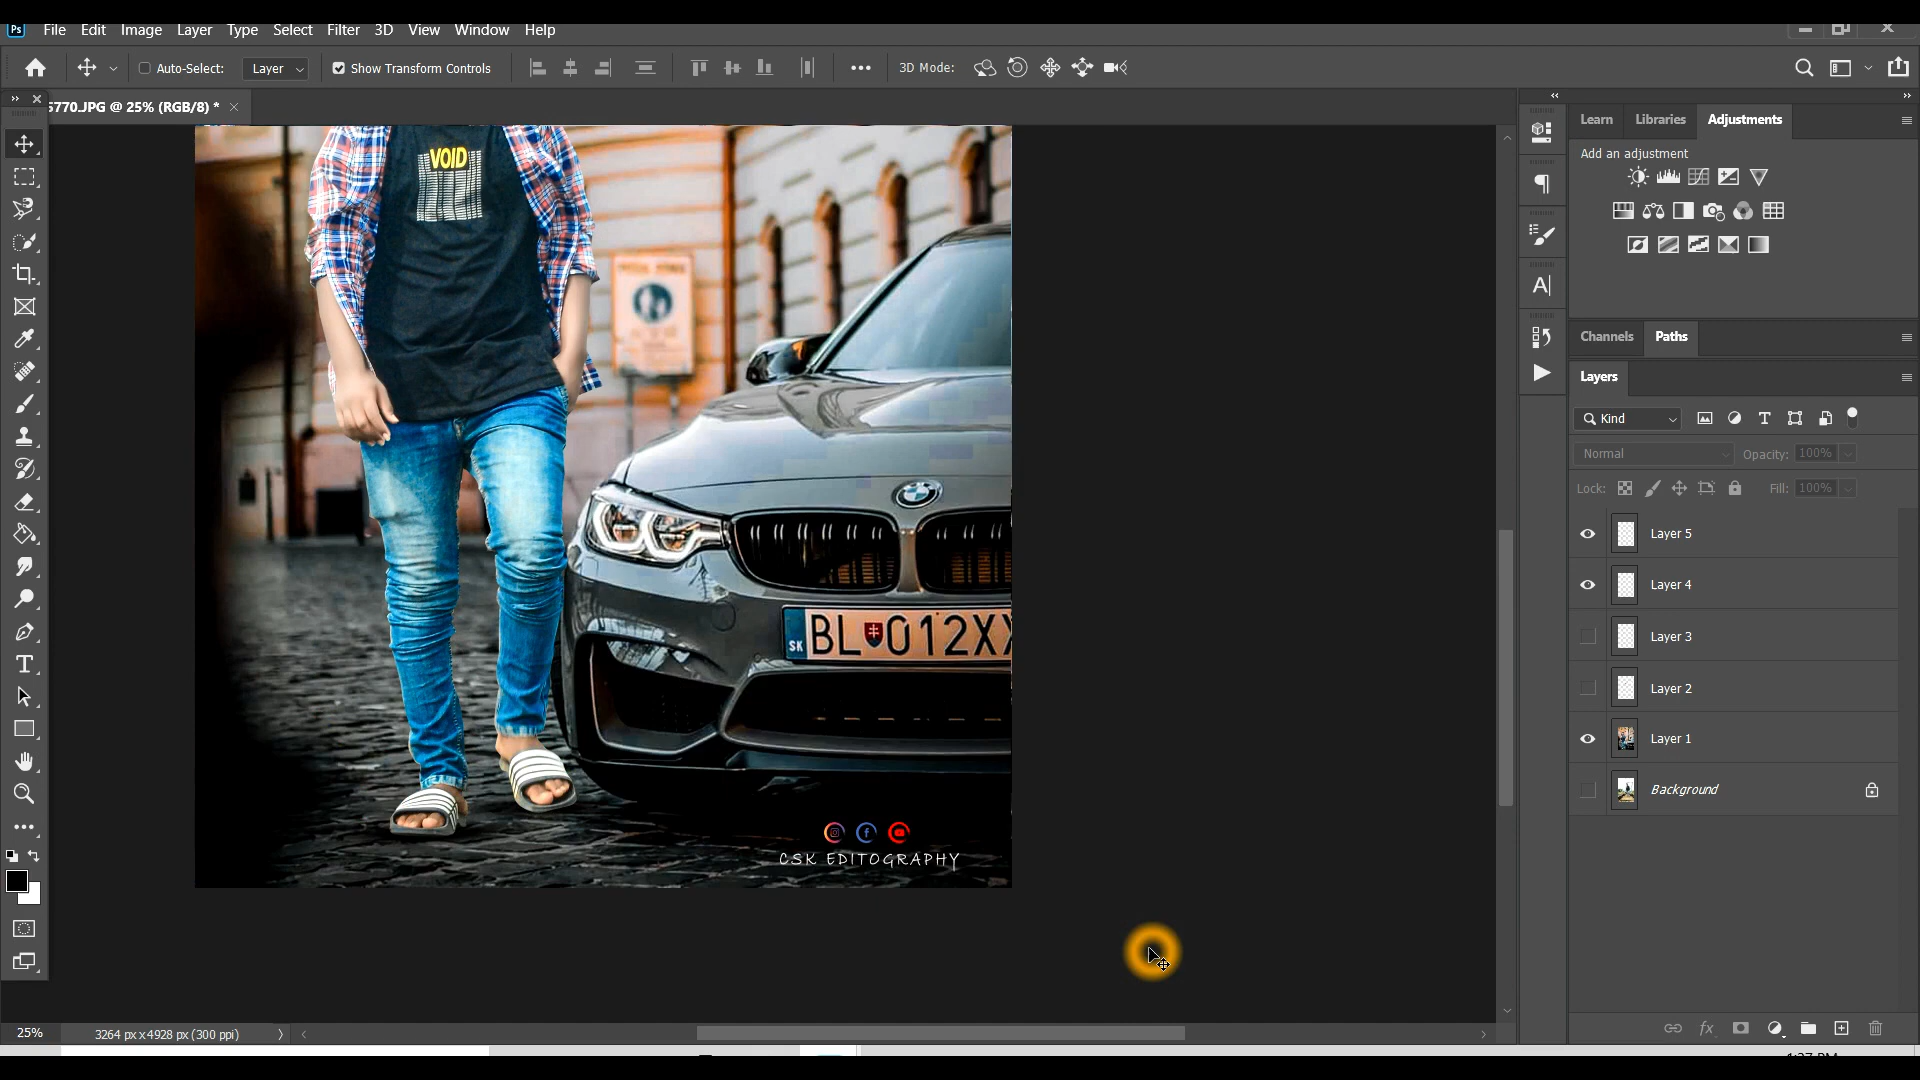 Ps File Edit Image Layer Type Select Filter 3D View Window Help
Auto-Select: Layer Show Transform Controls 3D Mode:
5770.JPG @ 25% (RGB/8) *
Learn Libraries Adjustments
Add an adjustment
Channels Paths
Layers
Kind
Normal Opacity: 100%
Lock: Fill: 100%
Layer 5
Layer 4
Layer 3
Layer 2
Layer 1
Background
VOID
SK BL 012XX
CSK EDITOGRAPHY
25% 3264 px x 4928 px (300 ppi)